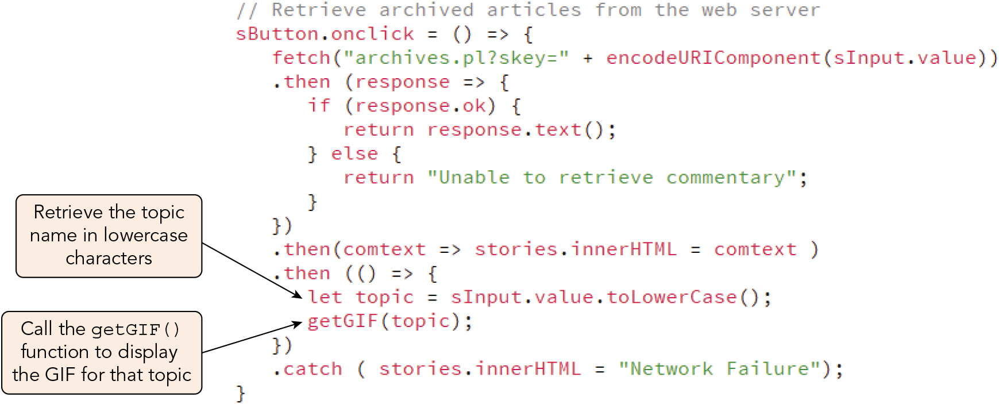 // Retrieve archived articles from the web server
sButton.onclick = () => {
fetch("archives.pl?skey=" + encodeURIComponent(sInput.value))
.then (response => {
if (response.ok) {
return response.text();
} else {
return "Unable to retrieve commentary";
}
})
.then(comtext => stories.innerHTML = comtext )
.then (() => {
let topic = sInput.value.toLowerCase();
getGIF(topic);
})
.catch ( stories.innerHTML = "Network Failure");
}
Retrieve the topic
name in lowercase
characters
Call the getGIF()
function to display
the GIF for that topic